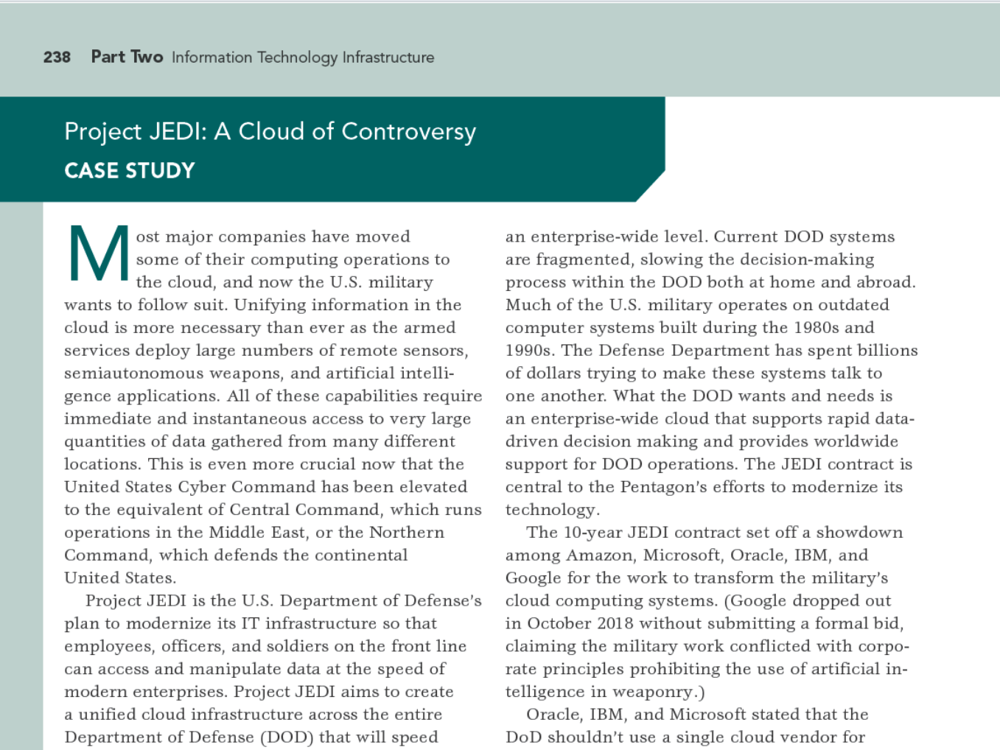 238 Part Two Information Technology Infrastructure
Project JEDI: A Cloud of Controversy
CASE STUDY
Most major companies have moved
some of their computing operations to
the cloud, and now the U.S. military
wants to follow suit. Unifying information in the
cloud is more necessary than ever as the armed
services deploy large numbers of remote sensors,
semiautonomous weapons, and artificial intelli-
gence applications. All of these capabilities require
immediate and instantaneous access to very large
quantities of data gathered from many different
locations. This is even more crucial now that the
United States Cyber Command has been elevated
to the equivalent of Central Command, which runs
operations in the Middle East, or the Northern
Command, which defends the continental
United States.
Project JEDI is the U.S. Department of Defense's
plan to modernize its IT infrastructure so that
employees, officers, and soldiers on the front line
can access and manipulate data at the speed of
modern enterprises. Project JEDI aims to create
a unified cloud infrastructure across the entire
Department of Defense (DOD) that will speed
an enterprise-wide level. Current DOD systems
are fragmented, slowing the decision-making
process within the DOD both at home and abroad.
Much of the U.S. military operates on outdated
computer systems built during the 1980s and
1990s. The Defense Department has spent billions
of dollars trying to make these systems talk to
one another. What the DOD wants and needs is
an enterprise-wide cloud that supports rapid data-
driven decision making and provides worldwide
support for DOD operations. The JEDI contract is
central to the Pentagon's efforts to modernize its
technology.
The 10-year JEDI contract set off a showdown
among Amazon, Microsoft, Oracle, IBM, and
Google for the work to transform the military's
cloud computing systems. (Google dropped out
in October 2018 without submitting a formal bid,
claiming the military work conflicted with corpo-
rate principles prohibiting the use of artificial in-
telligence in weaponry.)
Oracle, IBM, and Microsoft stated that the
DoD shouldn't use a single cloud vendor for